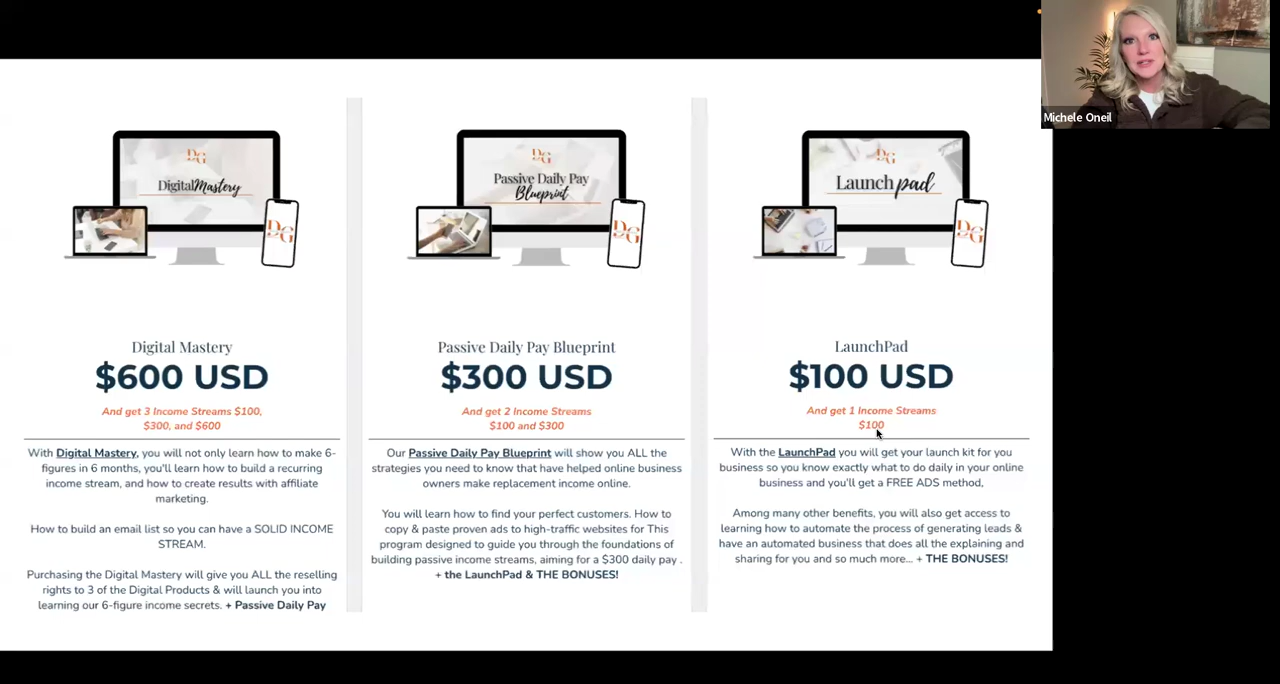 Michele Oneil
DG
DigitalMastery
DG
Digital Mastery
$600 USD
And get 3 Income Streams $100,
$300, and $600
With Digital Mastery, you will not only learn how to make 6-
figures in 6 months, you'll learn how to build a recurring
income stream, and how to create results with affiliate
marketing.
How to build an email list so you can have a SOLID INCOME
STREAM.
Purchasing the Digital Mastery will give you ALL the reselling
rights to 3 of the Digital Products & will launch you into
learning our 6-figure income secrets. + Passive Daily Pay
DG
Passive Daily Pay
Blueprint
DG
Passive Daily Pay Blueprint
$300 USD
And get 2 Income Streams
$100 and $300
Our Passive Daily Pay Blueprint will show you ALL the
strategies you need to know that have helped online business
owners make replacement income online.
You will learn how to find your perfect customers. How to
copy & paste proven ads to high-traffic websites for This
program designed to guide you through the foundations of
building passive income streams, aiming for a $300 daily pay .
+ the LaunchPad & THE BONUSES!
DG
Launch pad
DG
LaunchPad
$100 USD
And get 1 Income Streams
$100
With the LaunchPad you will get your launch kit for you
business so you know exactly what to do daily in your online
business and you'll get a FREE ADS method,
Among many other benefits, you will also get access to
learning how to automate the process of generating leads &
have an automated business that does all the explaining and
sharing for you and so much more... + THE BONUSES!